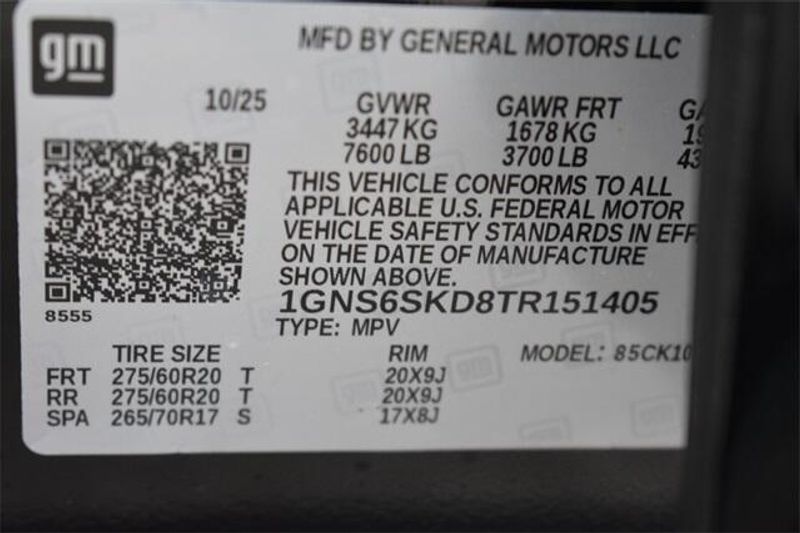 gm
MFD BY GENERAL MOTORS LLC
10/25 GVWR GAWR FRT
3447 KG 1678 KG
7600 LB 3700 LB
THIS VEHICLE CONFORMS TO ALL
APPLICABLE U.S. FEDERAL MOTOR
VEHICLE SAFETY STANDARDS IN EFF
ON THE DATE OF MANUFACTURE
SHOWN ABOVE.
1GNS6SKD8TR151405
8555
TYPE: MPV
TIRE SIZE RIM MODEL: 85CK10
FRT 275/60R20 T 20X9J
RR 275/60R20 T 20X9J
SPA 265/70R17 S 17X8J